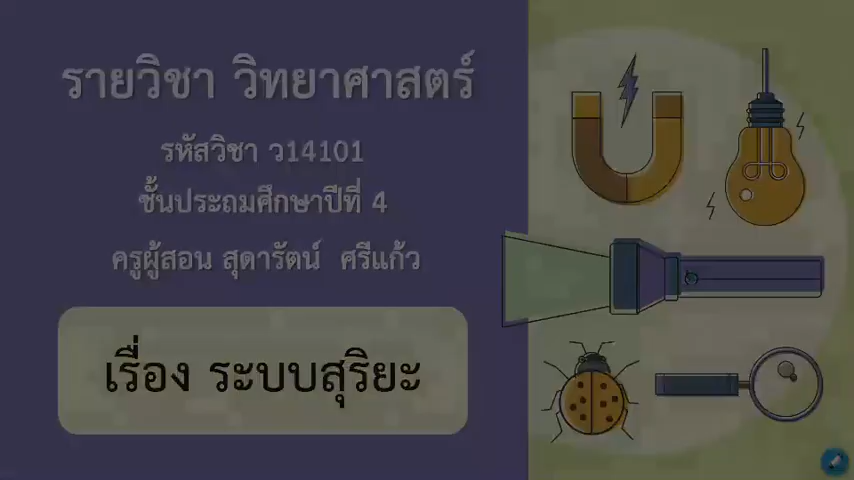 รายวิชา วิทยาศาสตร์
รหัสวิชา ว14101
ชั้นประถมศึกษาปีที่ 4
ครูผู้สอน สุดารัตน์ ศรีแก้ว
เรื่อง ระบบสุริยะ